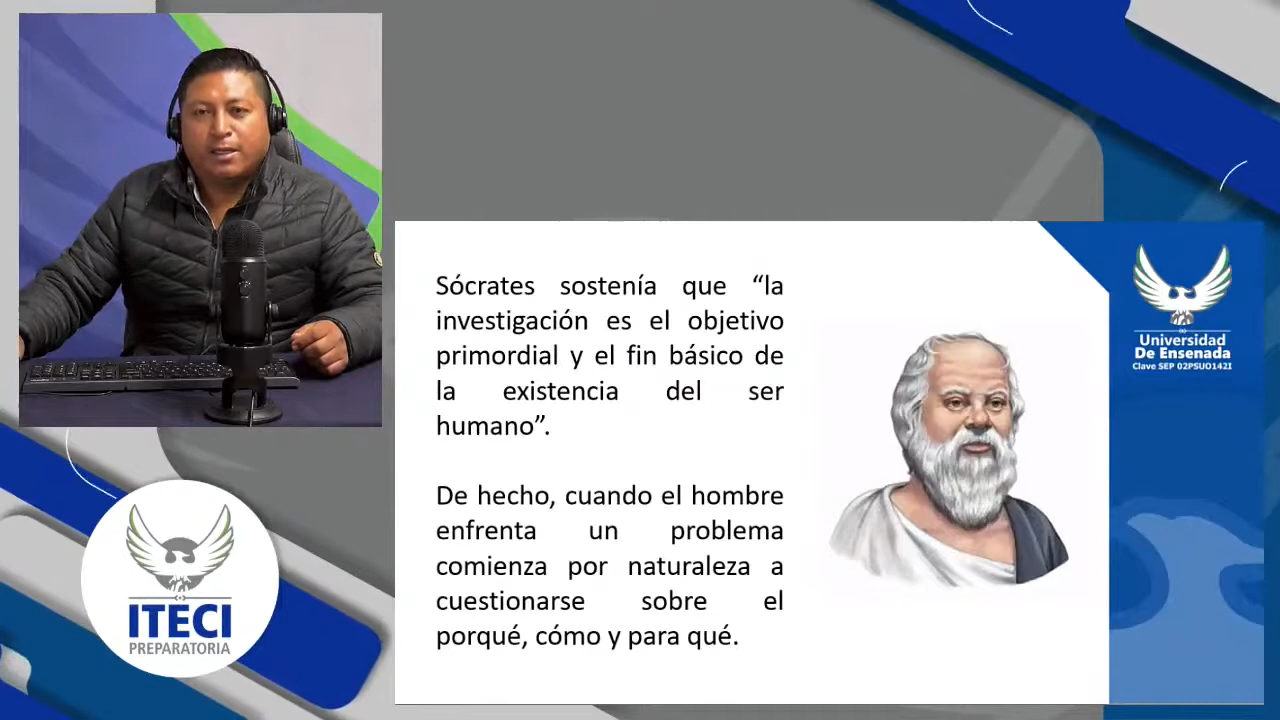 Sócrates sostenía que “la
investigación es el objetivo
primordial y el fin básico de
la existencia del ser
humano”.
De hecho, cuando el hombre
enfrenta un problema
comienza por naturaleza a
cuestionarse sobre el
porqué, cómo y para qué.
Universidad
De Ensenada
Clave SEP 02PSUO142I
ITECI
PREPARATORIA